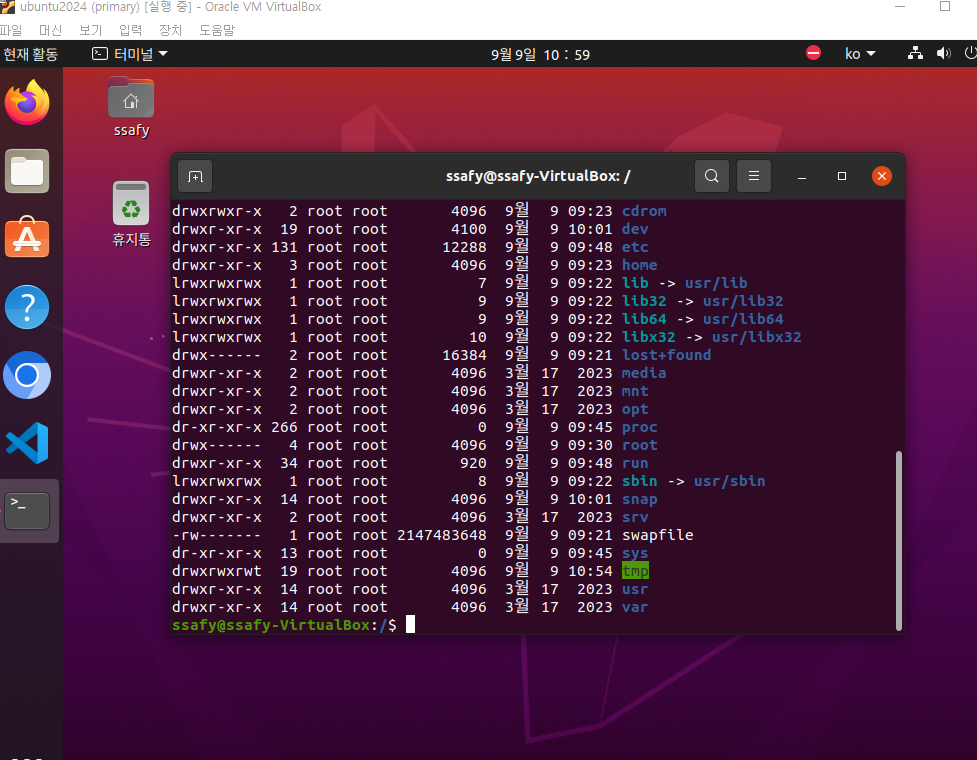 ubuntu2024 (primary) [실행 중] - Oracle VM VirtualBox
파일 머신 보기 입력 장치 도움말
현재 활동 터미널 9월 9일 10 : 59 ko
ssafy
휴지통
ssafy@ssafy-VirtualBox: /
drwxrwxr-x   2 root root       4096  9월  9 09:23 cdrom
drwxr-xr-x  19 root root       4100  9월  9 10:01 dev
drwxr-xr-x 131 root root      12288  9월  9 09:48 etc
drwxr-xr-x   3 root root       4096  9월  9 09:23 home
lrwxrwxrwx   1 root root          7  9월  9 09:22 lib -> usr/lib
lrwxrwxrwx   1 root root          9  9월  9 09:22 lib32 -> usr/lib32
lrwxrwxrwx   1 root root          9  9월  9 09:22 lib64 -> usr/lib64
lrwxrwxrwx   1 root root         10  9월  9 09:22 libx32 -> usr/libx32
drwx------   2 root root      16384  9월  9 09:21 lost+found
drwxr-xr-x   2 root root       4096  3월 17  2023 media
drwxr-xr-x   2 root root       4096  3월 17  2023 mnt
drwxr-xr-x   2 root root       4096  3월 17  2023 opt
dr-xr-xr-x 266 root root          0  9월  9 09:45 proc
drwx------   4 root root       4096  9월  9 09:30 root
drwxr-xr-x  34 root root        920  9월  9 09:48 run
lrwxrwxrwx   1 root root          8  9월  9 09:22 sbin -> usr/sbin
drwxr-xr-x  14 root root       4096  9월  9 10:01 snap
drwxr-xr-x   2 root root       4096  3월 17  2023 srv
-rw-------   1 root root 2147483648  9월  9 09:21 swapfile
dr-xr-xr-x  13 root root          0  9월  9 09:45 sys
drwxrwxrwt  19 root root       4096  9월  9 10:54 tmp
drwxr-xr-x  14 root root       4096  3월 17  2023 usr
drwxr-xr-x  14 root root       4096  3월 17  2023 var
ssafy@ssafy-VirtualBox:/$